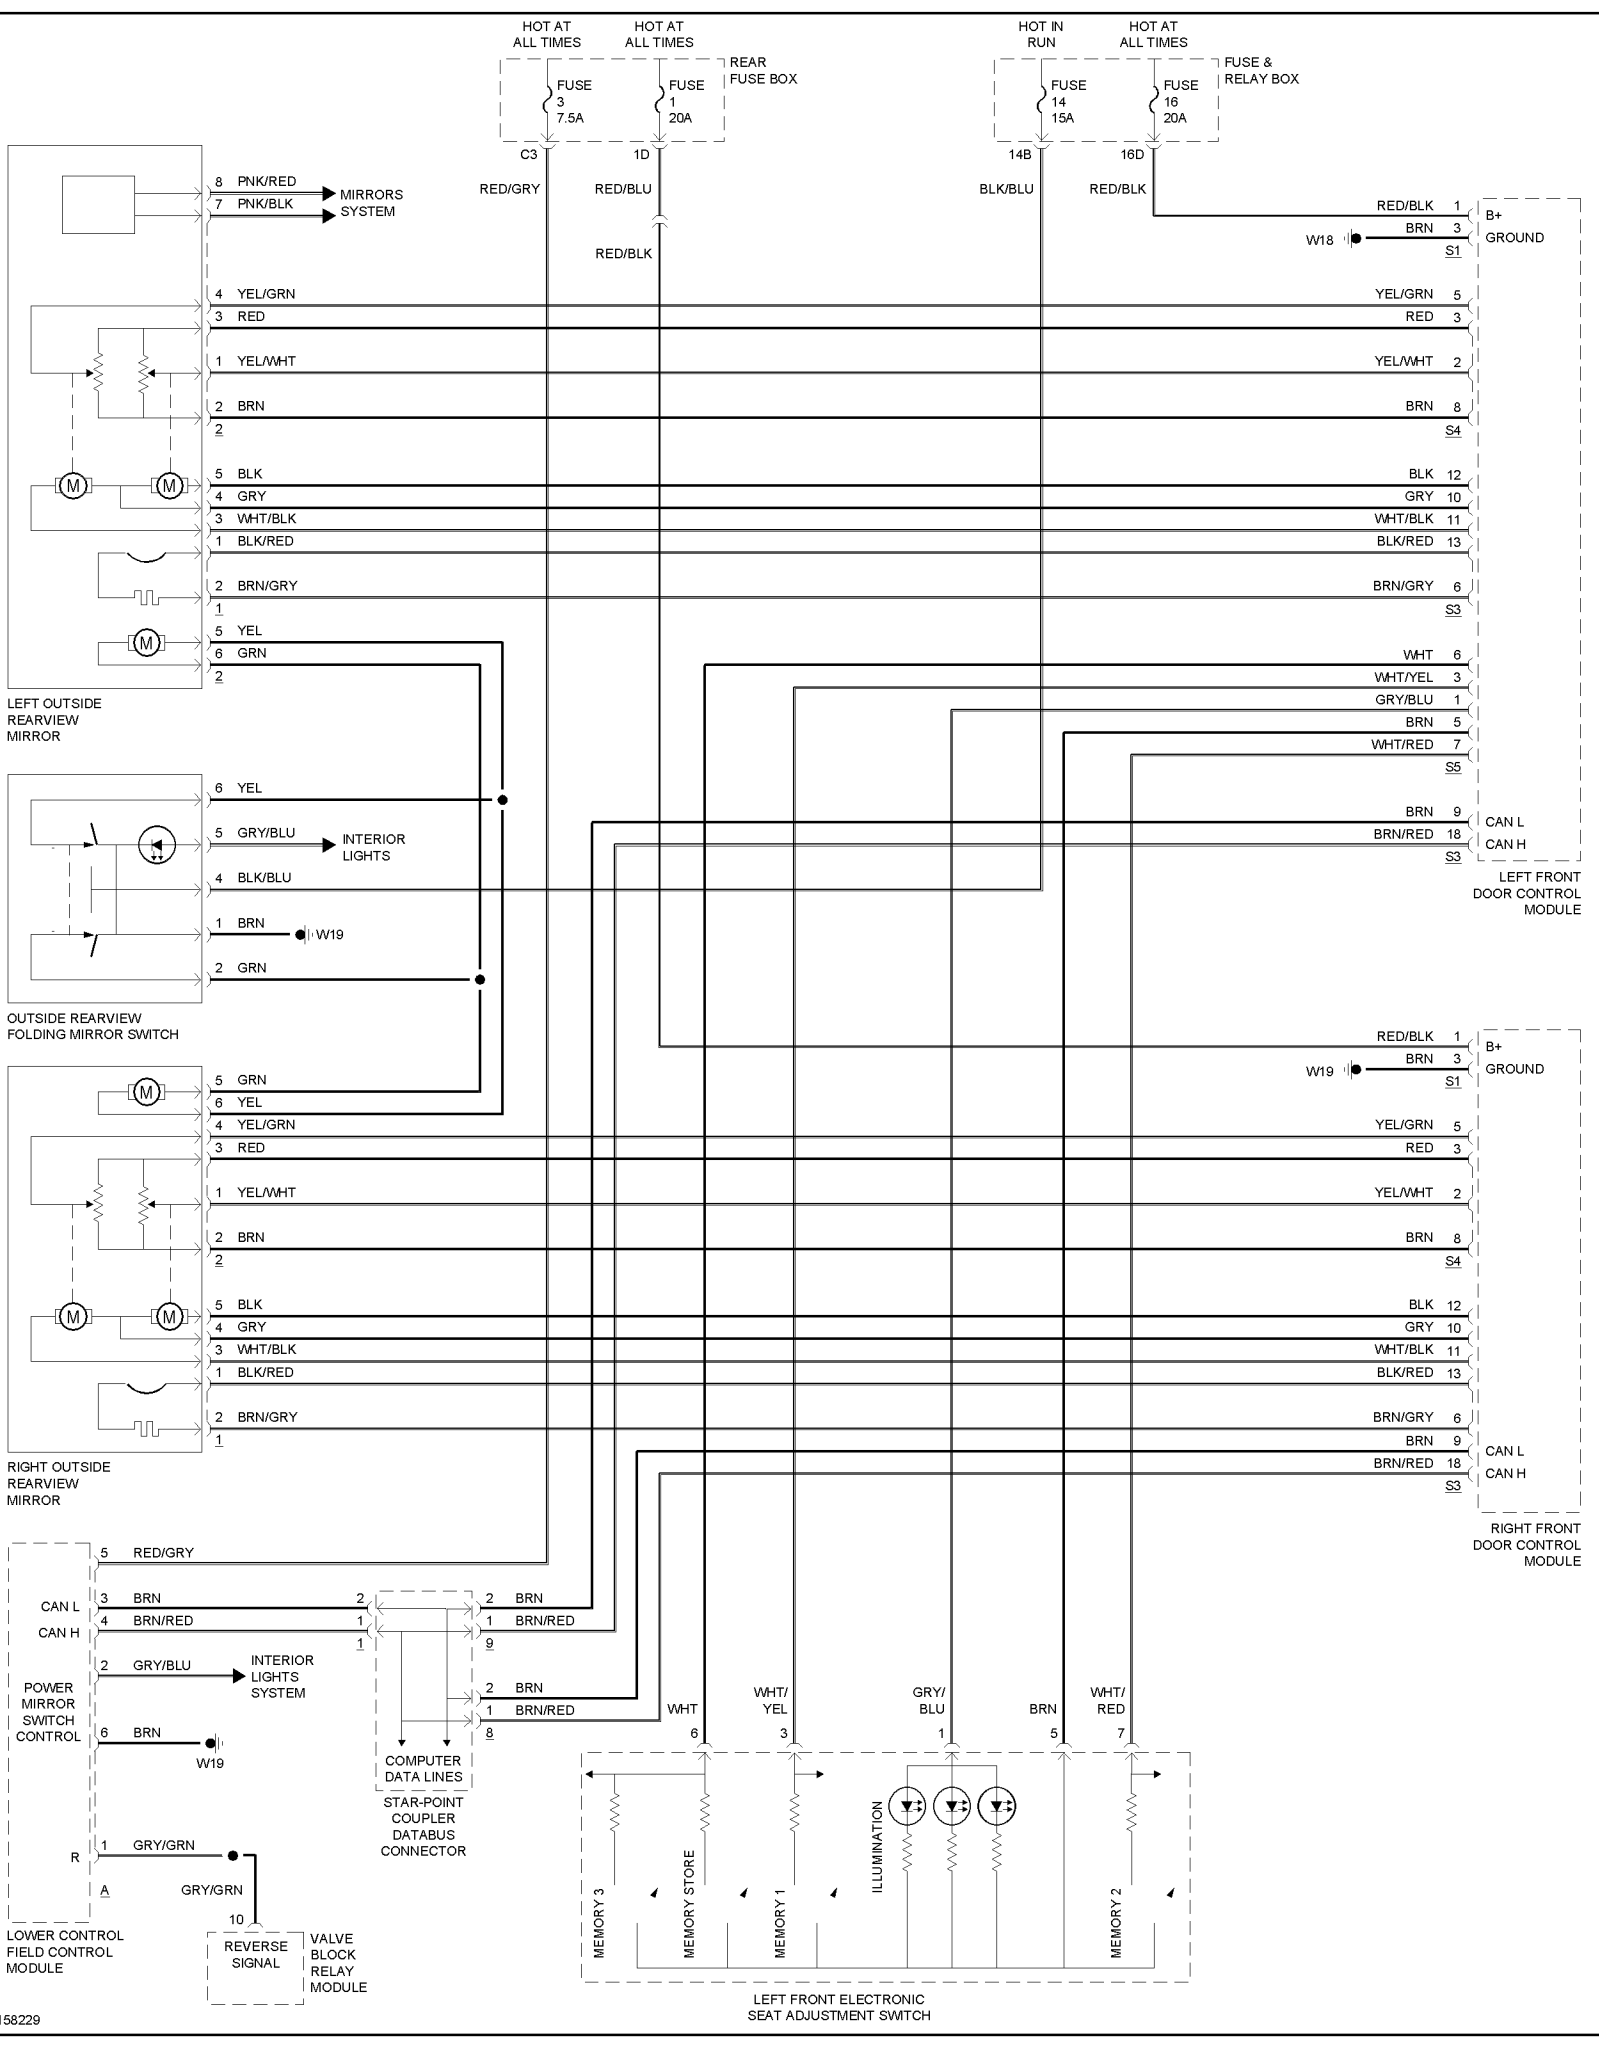 HOT AT
ALL TIMES
HOT AT
ALL TIMES
HOT IN
RUN
HOT AT
ALL TIMES
FUSE
3
7.5A
FUSE
1
20A
REAR
FUSE BOX
FUSE
14
15A
FUSE
16
20A
FUSE &
RELAY BOX
C3
1D
14B
16D
RED/GRY
RED/BLU
BLK/BLU
RED/BLK
RED/BLK
8 PNK/RED
7 PNK/BLK
MIRRORS
SYSTEM
4 YEL/GRN
3 RED
1 YEL/WHT
2 BRN
2
5 BLK
4 GRY
3 WHT/BLK
1 BLK/RED
2 BRN/GRY
1
5 YEL
6 GRN
2
M
M
M
LEFT OUTSIDE
REARVIEW
MIRROR
RED/BLK 1
B+
BRN 3
GROUND
W18
S1
YEL/GRN 5
RED 3
YEL/WHT 2
BRN 8
S4
BLK 12
GRY 10
WHT/BLK 11
BLK/RED 13
BRN/GRY 6
S3
WHT 6
WHT/YEL 3
GRY/BLU 1
BRN 5
WHT/RED 7
S5
BRN 9
CAN L
BRN/RED 18
CAN H
S3
LEFT FRONT
DOOR CONTROL
MODULE
6 YEL
5 GRY/BLU
INTERIOR
LIGHTS
4 BLK/BLU
1 BRN
W19
2 GRN
OUTSIDE REARVIEW
FOLDING MIRROR SWITCH
M
5 GRN
6 YEL
4 YEL/GRN
3 RED
1 YEL/WHT
2 BRN
2
M
M
5 BLK
4 GRY
3 WHT/BLK
1 BLK/RED
2 BRN/GRY
1
RIGHT OUTSIDE
REARVIEW
MIRROR
RED/BLK 1
B+
BRN 3
GROUND
W19
S1
YEL/GRN 5
RED 3
YEL/WHT 2
BRN 8
S4
BLK 12
GRY 10
WHT/BLK 11
BLK/RED 13
BRN/GRY 6
BRN 9
CAN L
BRN/RED 18
CAN H
S3
RIGHT FRONT
DOOR CONTROL
MODULE
5 RED/GRY
CAN L
3 BRN
CAN H
4 BRN/RED
2 GRY/BLU
INTERIOR
LIGHTS
SYSTEM
POWER
MIRROR
SWITCH
CONTROL
6 BRN
W19
R
1 GRY/GRN
A
GRY/GRN
10
REVERSE
SIGNAL
VALVE
BLOCK
RELAY
MODULE
LOWER CONTROL
FIELD CONTROL
MODULE
2
1
1
2 BRN
1 BRN/RED
9
2 BRN
1 BRN/RED
8
COMPUTER
DATA LINES
STAR-POINT
COUPLER
DATABUS
CONNECTOR
WHT
6
WHT/
YEL
3
GRY/
BLU
1
BRN
5
WHT/
RED
7
MEMORY 3
MEMORY STORE
MEMORY 1
ILLUMINATION
MEMORY 2
LEFT FRONT ELECTRONIC
SEAT ADJUSTMENT SWITCH
158229